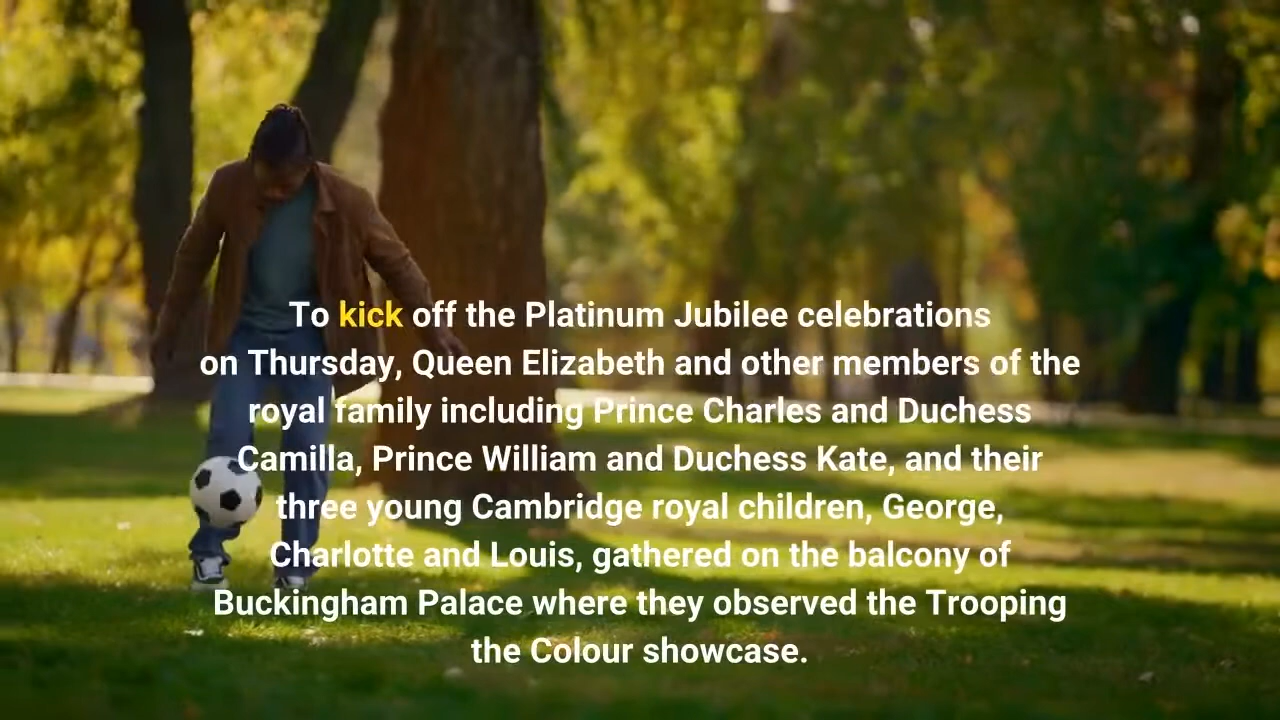 To kick off the Platinum Jubilee celebrations
on Thursday, Queen Elizabeth and other members of the
royal family including Prince Charles and Duchess
Camilla, Prince William and Duchess Kate, and their
three young Cambridge royal children, George,
Charlotte and Louis, gathered on the balcony of
Buckingham Palace where they observed the Trooping
the Colour showcase.